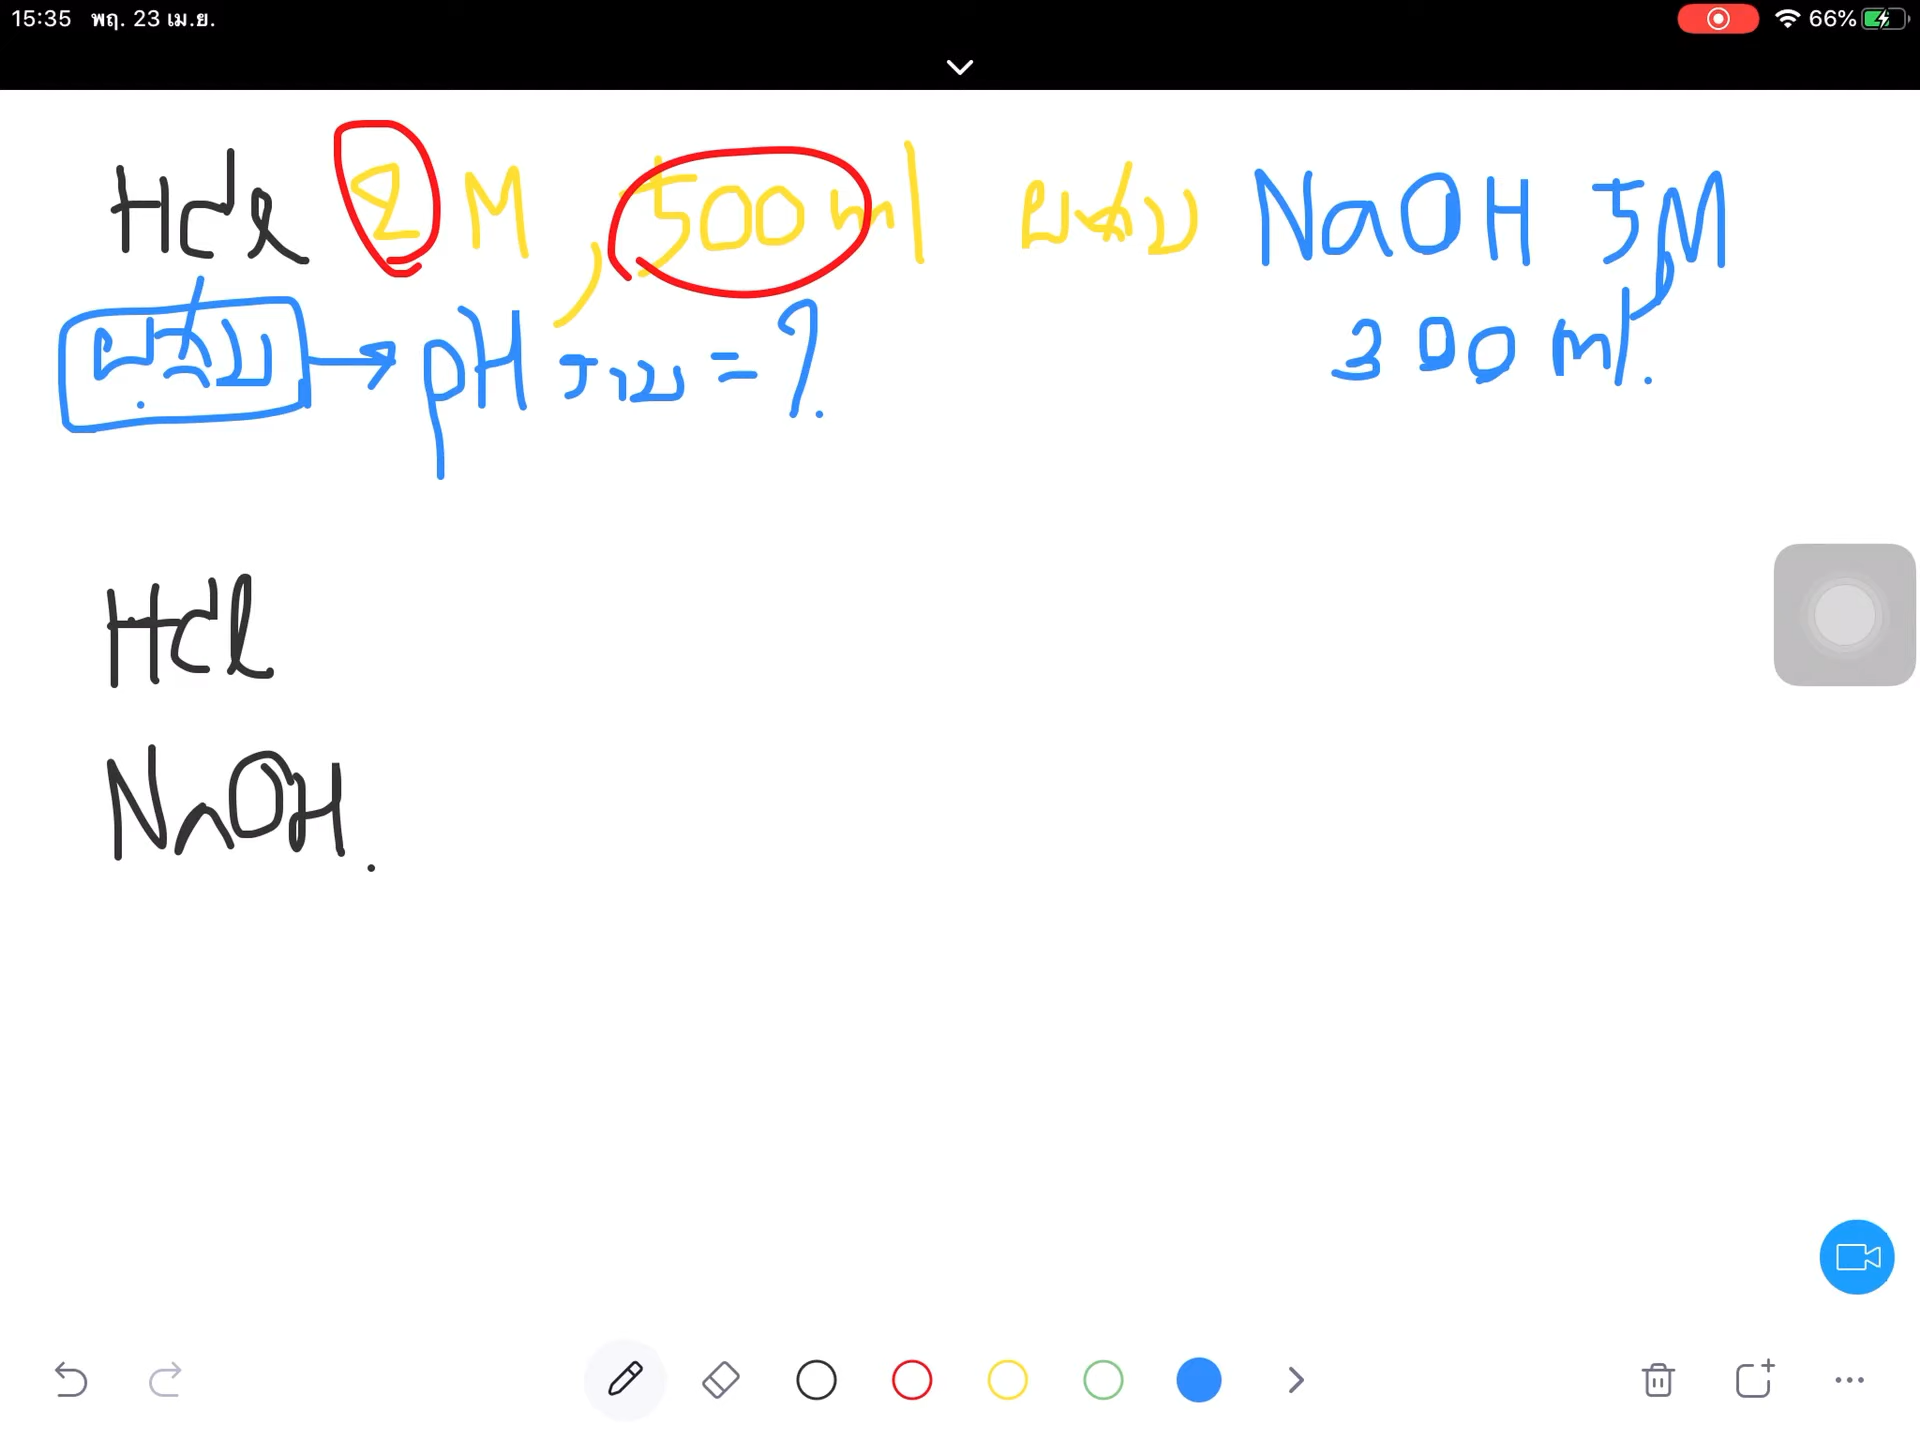 15:35 พฤ. 23 เม.ย. 66%
HCl 2 M, 500 ml ผสม NaOH 5M,
300 ml.
ผสม → pH รวม = ?
HCl
NaOH.